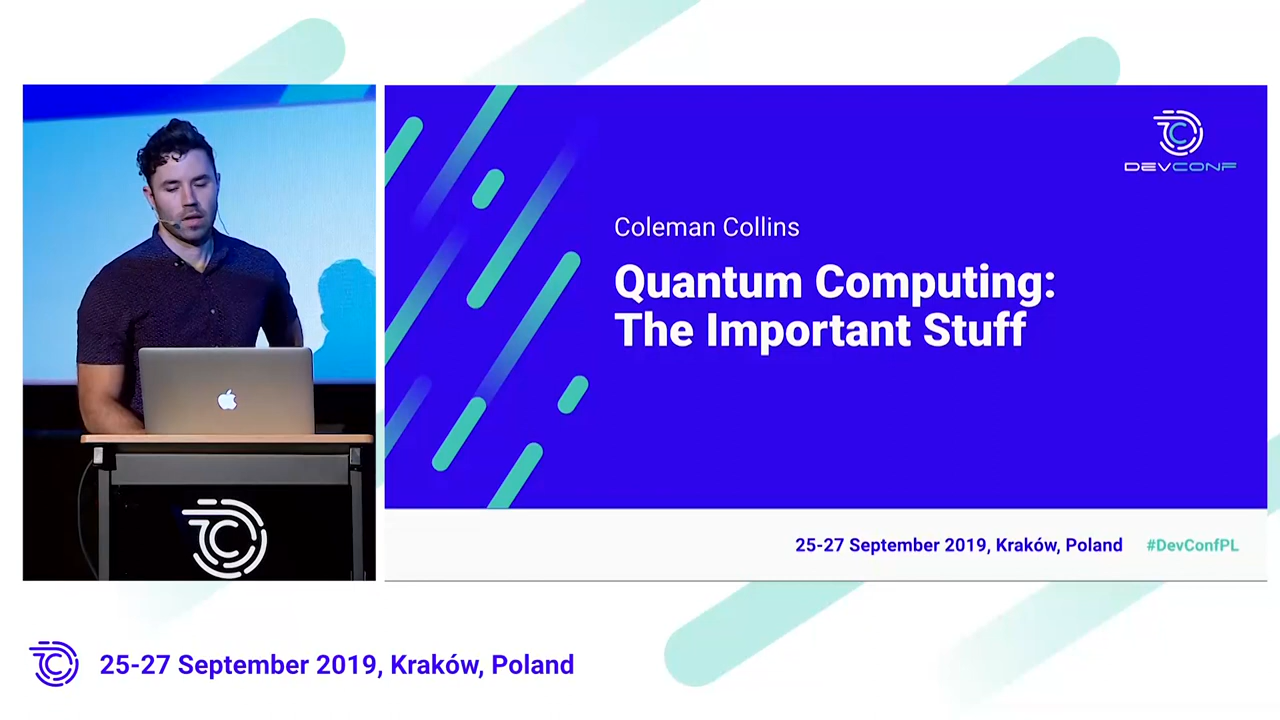 DEVCONF
Coleman Collins
Quantum Computing:
The Important Stuff
25-27 September 2019, Kraków, Poland #DevConfPL
25-27 September 2019, Kraków, Poland